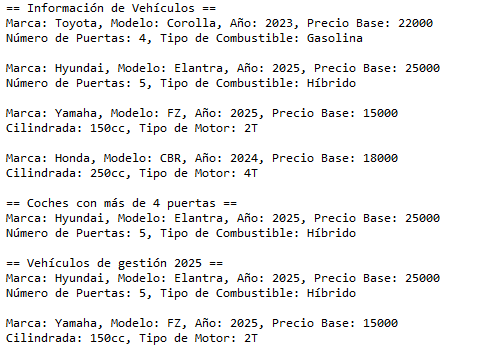 == Información de Vehículos ==
Marca: Toyota, Modelo: Corolla, Año: 2023, Precio Base: 22000
Número de Puertas: 4, Tipo de Combustible: Gasolina
Marca: Hyundai, Modelo: Elantra, Año: 2025, Precio Base: 25000
Número de Puertas: 5, Tipo de Combustible: Híbrido
Marca: Yamaha, Modelo: FZ, Año: 2025, Precio Base: 15000
Cilindrada: 150cc, Tipo de Motor: 2T
Marca: Honda, Modelo: CBR, Año: 2024, Precio Base: 18000
Cilindrada: 250cc, Tipo de Motor: 4T
== Coches con más de 4 puertas ==
Marca: Hyundai, Modelo: Elantra, Año: 2025, Precio Base: 25000
Número de Puertas: 5, Tipo de Combustible: Híbrido
== Vehículos de gestión 2025 ==
Marca: Hyundai, Modelo: Elantra, Año: 2025, Precio Base: 25000
Número de Puertas: 5, Tipo de Combustible: Híbrido
Marca: Yamaha, Modelo: FZ, Año: 2025, Precio Base: 15000
Cilindrada: 150cc, Tipo de Motor: 2T